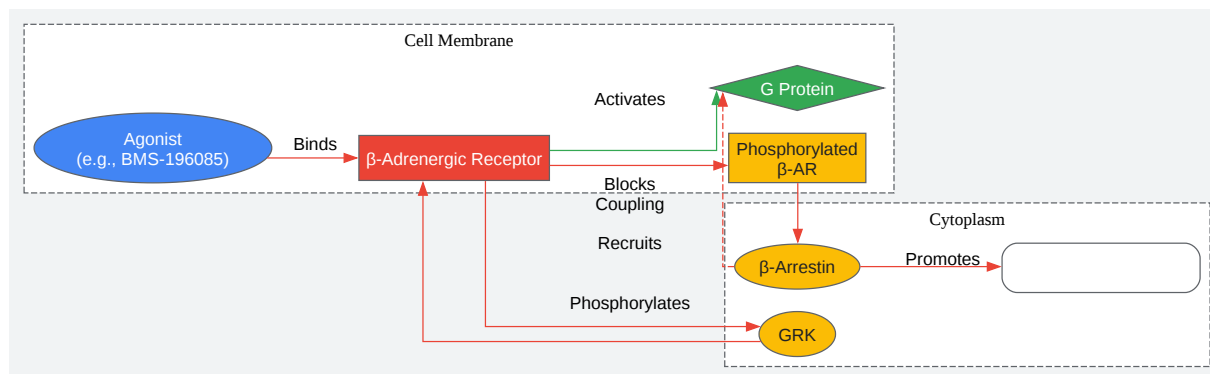 Cell Membrane
G Protein
Activates
Agonist
(e.g., BMS-196085)
Binds
β-Adrenergic Receptor
Phosphorylated
β-AR
Blocks
Coupling
Cytoplasm
Recruits
β-Arrestin
Promotes
Phosphorylates
GRK